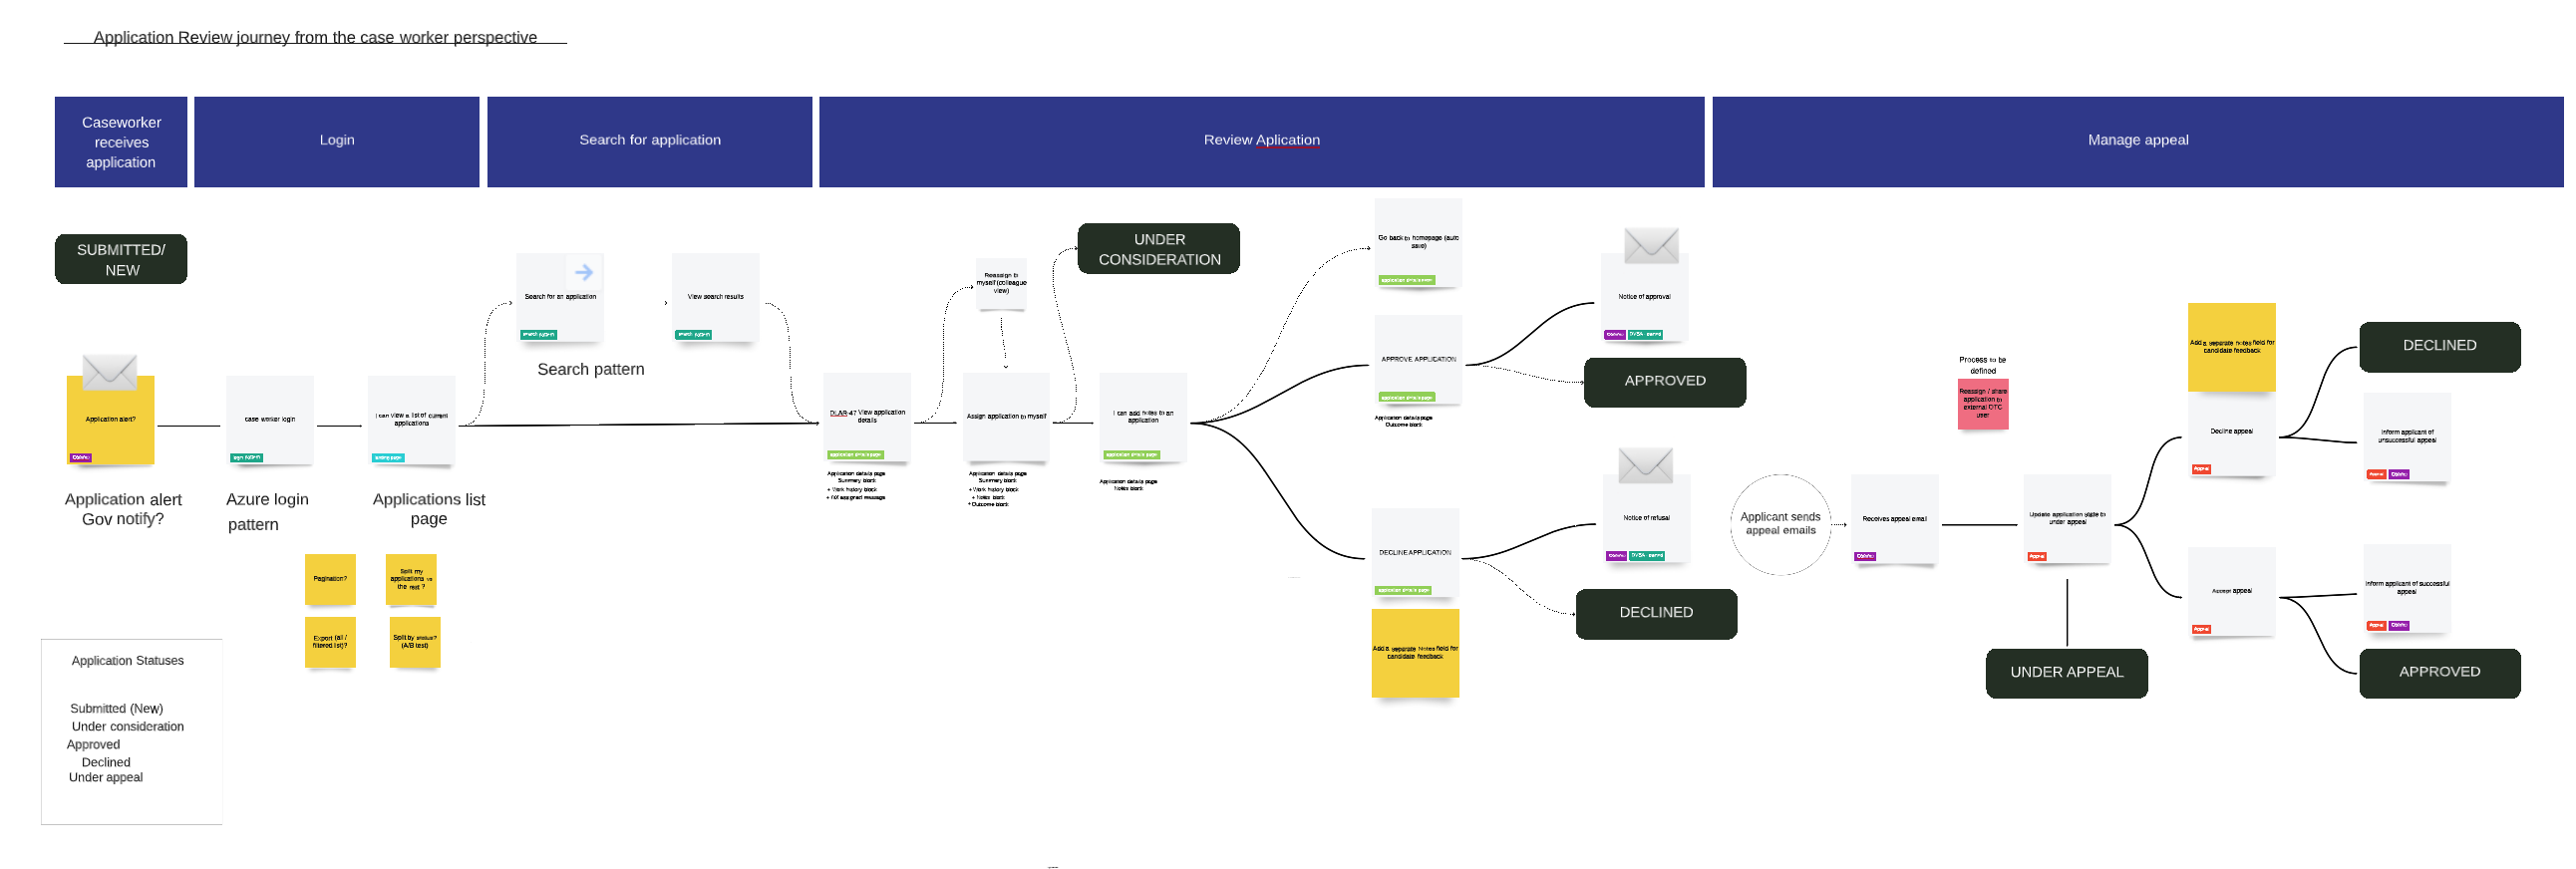 Application Review journey from the case worker perspective
Caseworker
receives
application
Login
Search for application
Review Aplication
Manage appeal
SUBMITTED/
NEW
Application alert?
Application alert
Gov notify?
case worker login
Azure login
pattern
I can view a list of current
applications
Applications list
page
Pagination?
Split my
applications vs
the rest ?
Export (all /
filtered list)?
Split by status?
(A/B test)
Application Statuses
Submitted (New)
Under consideration
Approved
Declined
Under appeal
Search for an application
View search results
Search pattern
DLAR-47 View application
details
Application details page
Summery block
+ Work history block
+ Not assigned message
Reassign to
myself (colleague
view)
Assign application to myself
Application details page
Summery block
+ Work history block
+ Notes block
+ Outcome block
UNDER
CONSIDERATION
I can add notes to an
application
Application details page
Notes block
Go back to homepage (auto
save)
APPROVE APPLICATION
Application details page
Outcome block
Notice of approval
APPROVED
DECLINE APPLICATION
Add a separate Notes field for
candidate feedback
Notice of refusal
DECLINED
Applicant sends
appeal emails
Receives appeal email
Process to be
defined
Reassign / share
application to
external DTC
user
Update application state to
under appeal
Appeal
UNDER APPEAL
Add a separate notes field for
candidate feedback
Decline appeal
Appeal
DECLINED
Inform applicant of
unsuccessful appeal
Appeal
Accept appeal
Appeal
Inform applicant of successful
appeal
Appeal
APPROVED